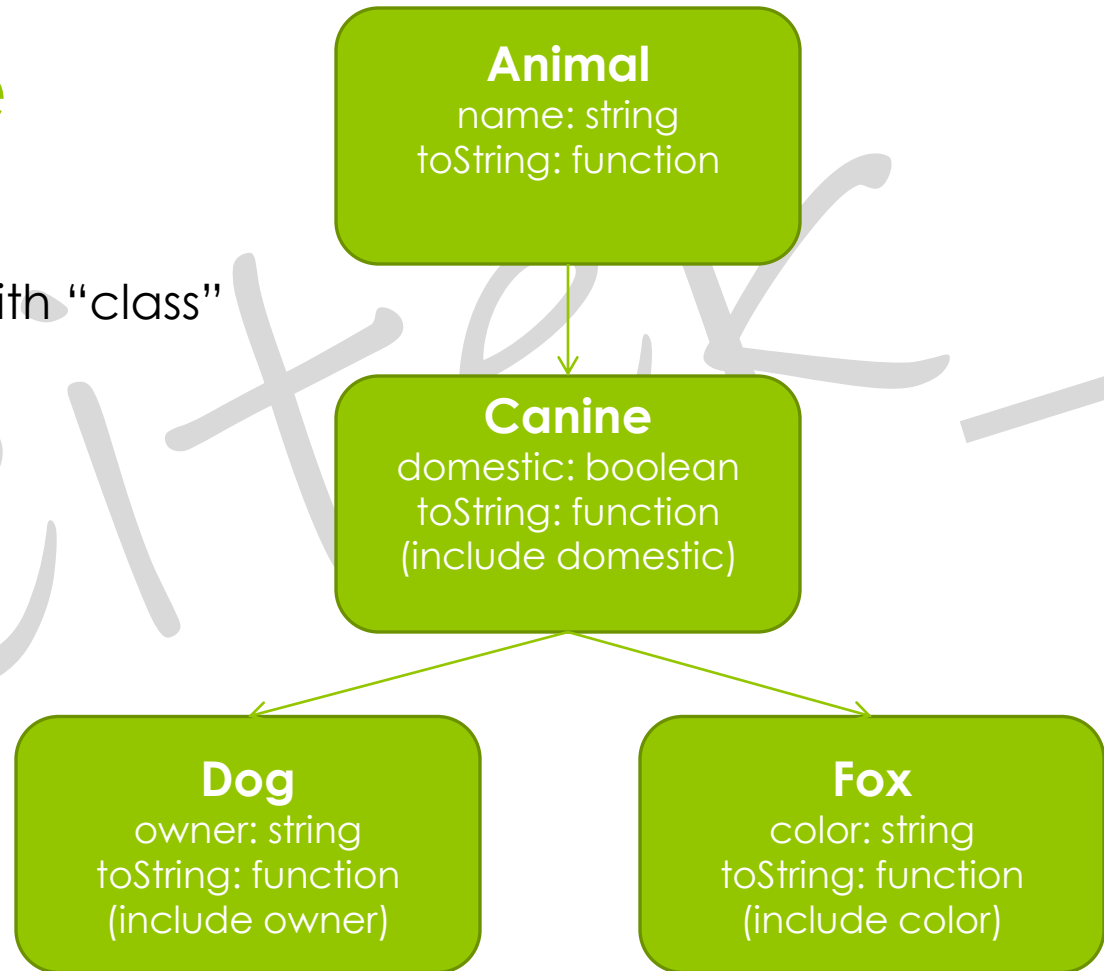 e
ith “class”
Animal
name: string
toString: function
Canine
domestic: boolean
toString: function
(include domestic)
Dog
owner: string
toString: function
(include owner)
Fox
color: string
toString: function
(include color)